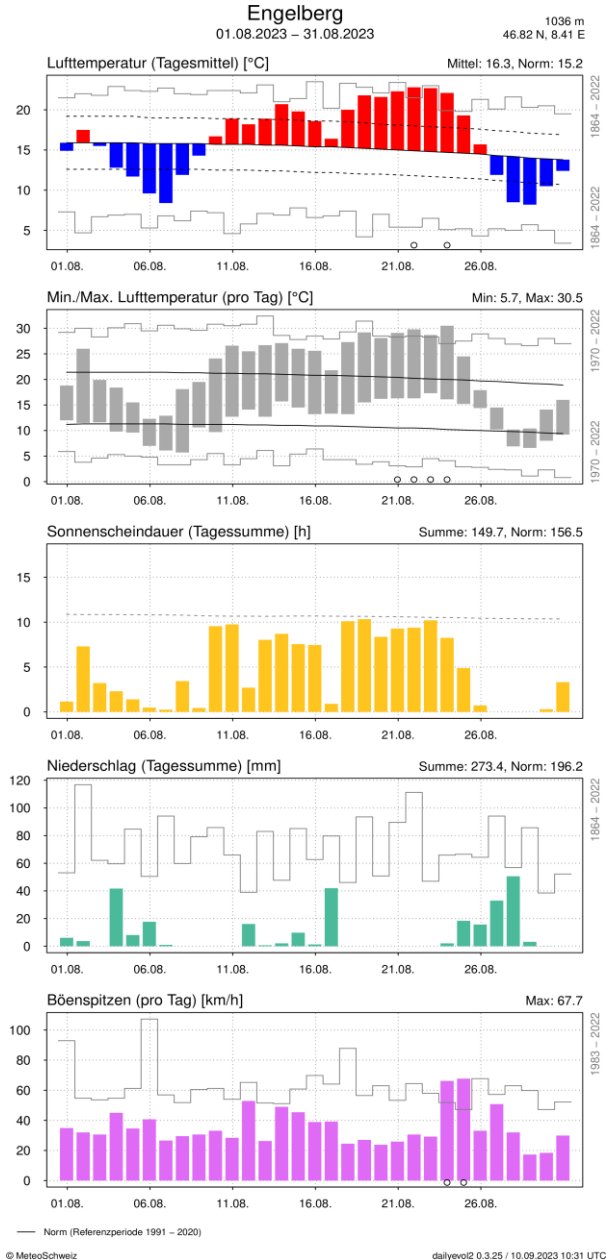 Engelberg
01.08.2023 – 31.08.2023
1036 m
46.82 N, 8.41 E
Lufttemperatur (Tagesmittel) [°C]
Mittel: 16.3, Norm: 15.2
20
15
10
5
1864 – 2022
1864 – 2022
01.08. 06.08. 11.08. 16.08. 21.08. 26.08.
Min./Max. Lufttemperatur (pro Tag) [°C]
Min: 5.7, Max: 30.5
30
25
20
15
10
5
0
1970 – 2022
1970 – 2022
01.08. 06.08. 11.08. 16.08. 21.08. 26.08.
Sonnenscheindauer (Tagessumme) [h]
Summe: 149.7, Norm: 156.5
15
10
5
0
01.08. 06.08. 11.08. 16.08. 21.08. 26.08.
Niederschlag (Tagessumme) [mm]
Summe: 273.4, Norm: 196.2
120
100
80
60
40
20
0
1864 – 2022
01.08. 06.08. 11.08. 16.08. 21.08. 26.08.
Böenspitzen (pro Tag) [km/h]
Max: 67.7
100
80
60
40
20
0
1983 – 2022
01.08. 06.08. 11.08. 16.08. 21.08. 26.08.
Norm (Referenzperiode 1991 – 2020)
© MeteoSchweiz
dailyevol2 0.3.25 / 10.09.2023 10:31 UTC